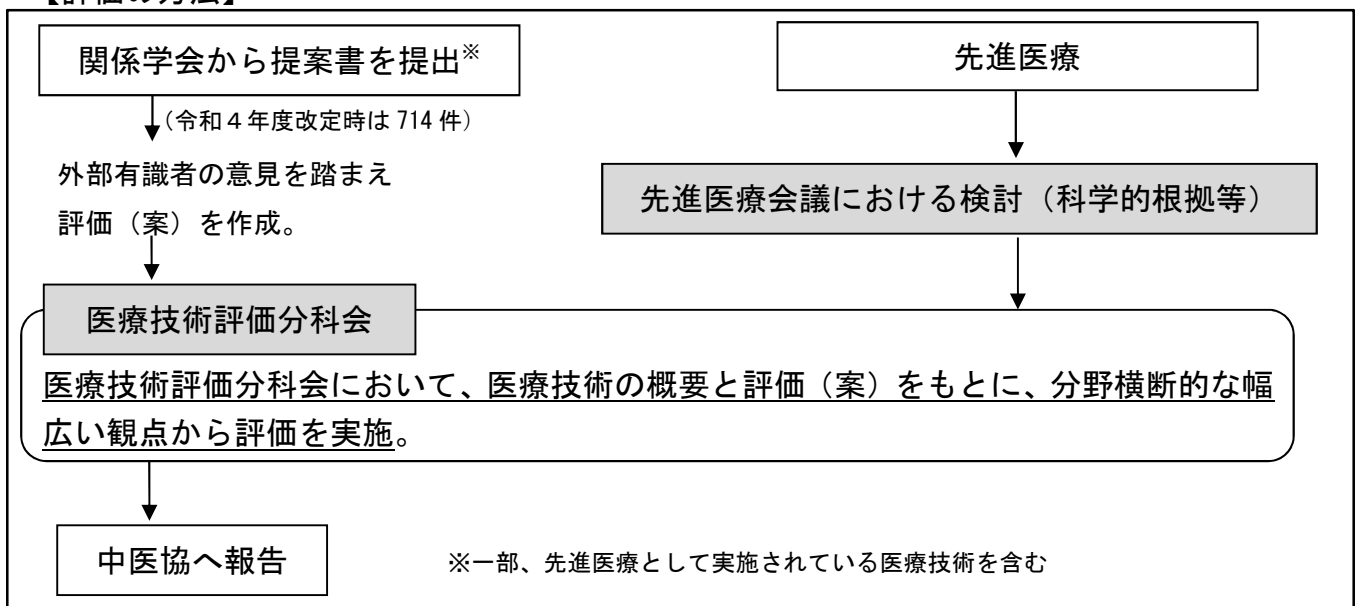 【評価の方法】
関係学会から提案書を提出※
(令和4年度改定時は 714 件)
外部有識者の意見を踏まえ
評価(案)を作成。
先進医療
先進医療会議における検討(科学的根拠等)
医療技術評価分科会
医療技術評価分科会において、医療技術の概要と評価(案)をもとに、分野横断的な幅
広い観点から評価を実施。
中医協へ報告
※一部、先進医療として実施されている医療技術を含む